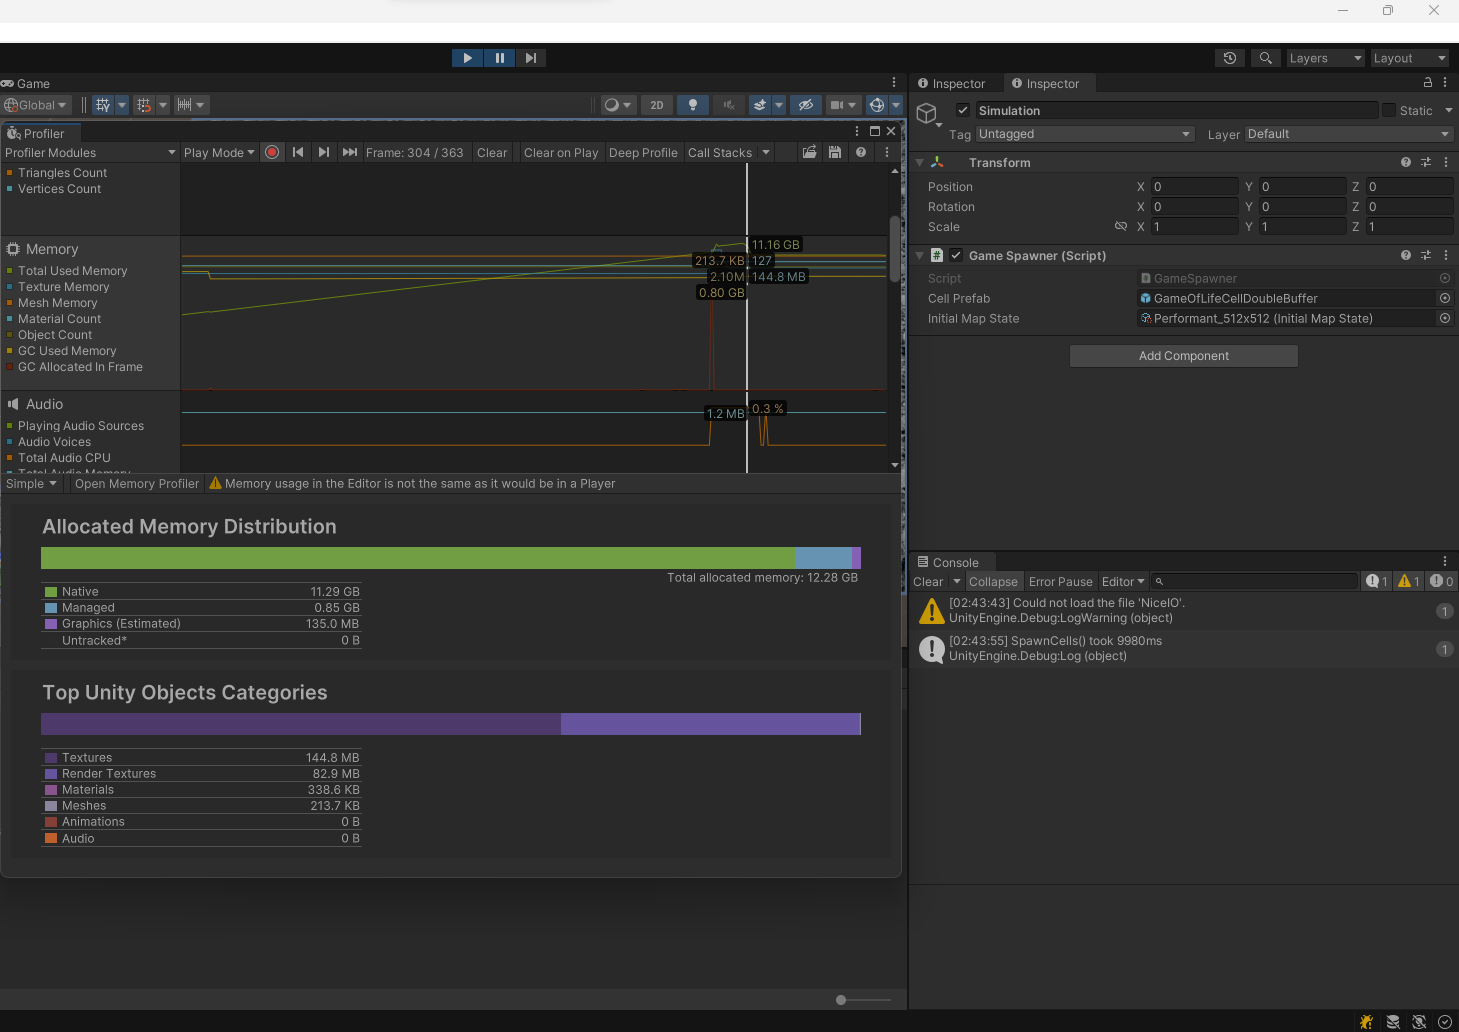 Layers
Layout
Game
Inspector
Inspector
Global
2D
Simulation
Static
Tag Untagged
Layer Default
Profiler
Profiler Modules
Play Mode
Frame: 304 / 363
Clear
Clear on Play
Deep Profile
Call Stacks
Triangles Count
Vertices Count
Transform
Position X 0 Y 0 Z 0
Rotation X 0 Y 0 Z 0
Scale X 1 Y 1 Z 1
Memory
Total Used Memory
Texture Memory
Mesh Memory
Material Count
Object Count
GC Used Memory
GC Allocated In Frame
11.16 GB
213.7 KB
127
2.10M
144.8 MB
0.80 GB
# Game Spawner (Script)
Script GameSpawner
Cell Prefab GameOfLifeCellDoubleBuffer
Initial Map State Performant_512x512 (Initial Map State)
Add Component
Audio
Playing Audio Sources
Audio Voices
Total Audio CPU
Total Audio Memory
1.2 MB
0.3 %
Simple
Open Memory Profiler
Memory usage in the Editor is not the same as it would be in a Player
Allocated Memory Distribution
Total allocated memory: 12.28 GB
Native 11.29 GB
Managed 0.85 GB
Graphics (Estimated) 135.0 MB
Untracked* 0 B
Top Unity Objects Categories
Textures 144.8 MB
Render Textures 82.9 MB
Materials 338.6 KB
Meshes 213.7 KB
Animations 0 B
Audio 0 B
Console
Clear
Collapse
Error Pause
Editor
1
1
0
[02:43:43] Could not load the file 'NiceIO'.
UnityEngine.Debug:LogWarning (object)
1
[02:43:55] SpawnCells() took 9980ms
UnityEngine.Debug:Log (object)
1